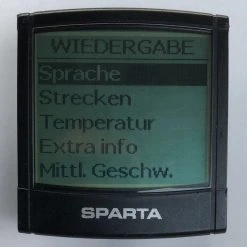 WIEDERGABE
Sprache
Strecken
Temperatur
Extra info
Mittl. Geschw.
SPARTA